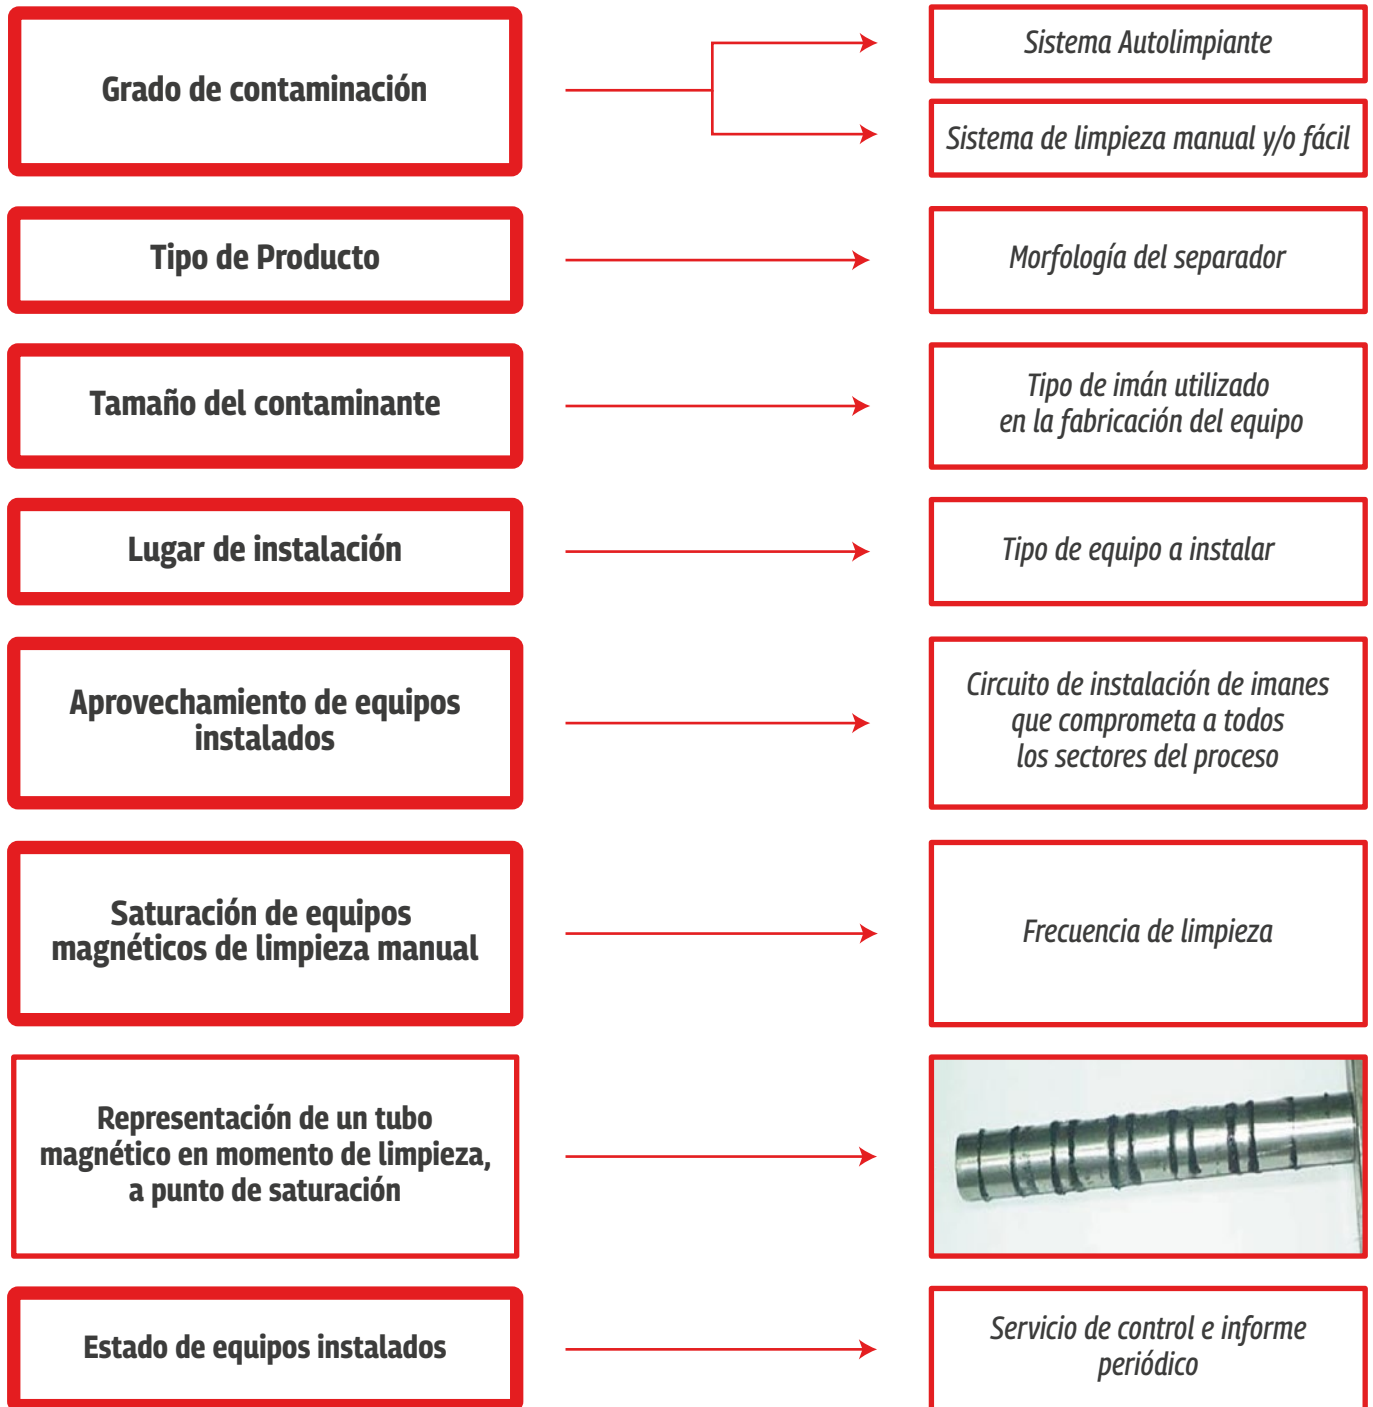 Grado de contaminación
Sistema Autolimpiante
Sistema de limpieza manual y/o fácil
Tipo de Producto
Morfología del separador
Tamaño del contaminante
Tipo de imán utilizado
en la fabricación del equipo
Lugar de instalación
Tipo de equipo a instalar
Aprovechamiento de equipos
instalados
Circuito de instalación de imanes
que comprometa a todos
los sectores del proceso
Saturación de equipos
magnéticos de limpieza manual
Frecuencia de limpieza
Representación de un tubo
magnético en momento de limpieza,
a punto de saturación
Estado de equipos instalados
Servicio de control e informe
periódico